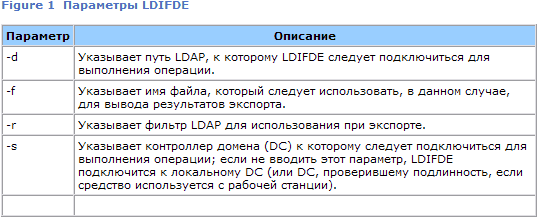 Figure 1  Параметры LDIFDE
Параметр Описание
-d Указывает путь LDAP, к которому LDIFDE следует подключиться для
выполнения операции.
-f Указывает имя файла, который следует использовать, в данном случае,
для вывода результатов экспорта.
-r Указывает фильтр LDAP для использования при экспорте.
-s Указывает контроллер домена (DC) к которому следует подключиться для
выполнения операции; если не вводить этот параметр, LDIFDE
подключится к локальному DC (или DC, проверившему подлинность, если
средство используется с рабочей станции).